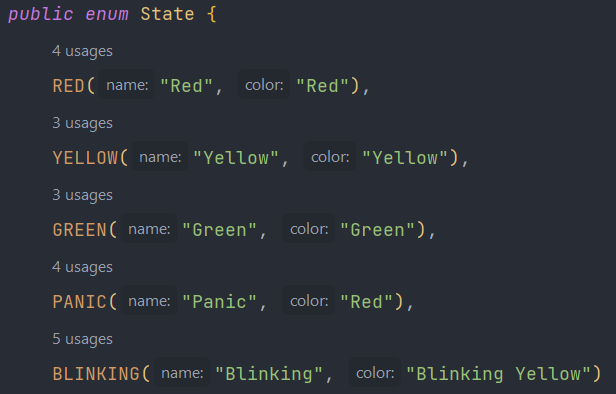 public enum State {
4 usages
RED( name: "Red", color: "Red"),
3 usages
YELLOW( name: "Yellow", color: "Yellow"),
3 usages
GREEN( name: "Green", color: "Green"),
4 usages
PANIC( name: "Panic", color: "Red"),
5 usages
BLINKING( name: "Blinking", color: "Blinking Yellow")